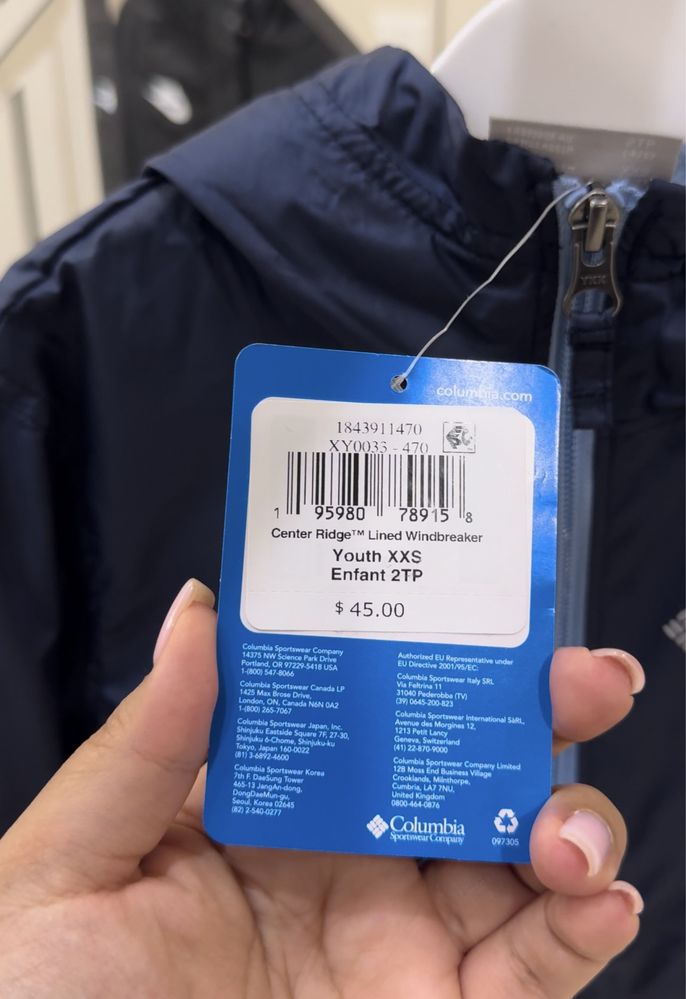 YKK
columbia.com
1843911470
XY0033 - 470
1 95980 78915 8
Center Ridge™ Lined Windbreaker
Youth XXS
Enfant 2TP
$ 45.00
Columbia Sportswear Company
14375 NW Science Park Drive
Portland, OR 97229-5418 USA
1-(800) 547-8066
Columbia Sportswear Canada LP
1425 Max Brose Drive,
London, ON, Canada N6N 0A2
1-(800) 265-7067
Columbia Sportswear Japan, Inc.
Shinjuku Eastside Square 7F, 27-30,
Shinjuku 6-Chome, Shinjuku-ku
Tokyo, Japan 160-0022
(81) 3-6892-4600
Columbia Sportswear Korea
7th F. DaeSung Tower
465-13 JangAn-dong,
DongDaeMun-gu,
Seoul, Korea 02645
(82) 2-540-0277
Authorized EU Representative under
EU Directive 2001/95/EC:
Columbia Sportswear Italy SRL
Via Feltrina 11
31040 Pederobba (TV)
(39) 0645-200-823
Columbia Sportswear International SàRL,
Avenue des Morgines 12,
1213 Petit Lancy
Geneva, Switzerland
(41) 22-870-9000
Columbia Sportswear Company Limited
12B Moss End Business Village
Crooklands, Milnthorpe,
Cumbria, LA7 7NU,
United Kingdom
0800-464-0876
Columbia
Sportswear Company
097305